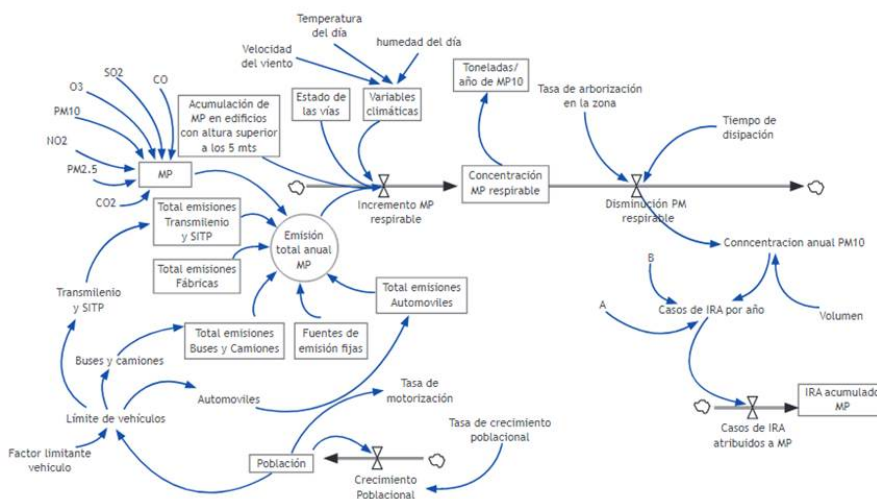 Temperatura
del día
Velocidad
del viento
humedad del día
SO2
CO
O3
PM10
NO2
PM2.5
CO2
MP
Acumulación de
MP en edificios
con altura superior
a los 5 mts
Estado de
las vías
Variables
climáticas
Toneladas/
año de MP10
Tasa de arborización
en la zona
Tiempo de
disipación
Incremento MP
respirable
Concentración
MP respirable
Disminución PM
respirable
Total emisiones
Transmilenio
y SITP
Emisión
total anual
MP
Total emisiones
Fábricas
Total emisiones
Automoviles
Conncentracion anual PM10
B
A
Casos de IRA por año
Volumen
Transmilenio
y SITP
Total emisiones
Buses y Camiones
Fuentes de
emisión fijas
Buses y camiones
Automoviles
Tasa de
motorización
IRA acumulado
MP
Casos de IRA
atribuidos a MP
Límite de vehículos
Factor limitante
vehiculo
Tasa de crecimiento
poblacional
Población
Crecimiento
Poblacional